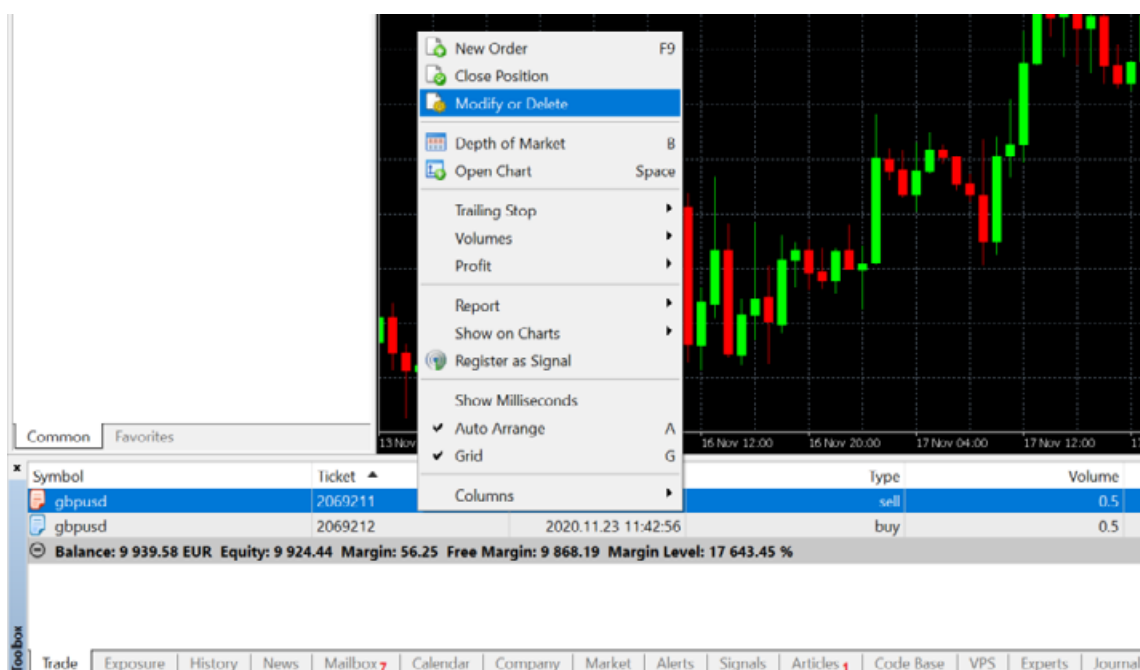 New Order F9
Close Position
Modify or Delete
Depth of Market B
Open Chart Space
Trailing Stop
Volumes
Profit
Report
Show on Charts
Register as Signal
Show Milliseconds
Auto Arrange A
Grid G
Columns
Common Favorites
13 Nov 16 Nov 12:00 16 Nov 20:00 17 Nov 04:00 17 Nov 12:00
Symbol Ticket Type Volume
gbpusd 2069211 sell 0.5
gbpusd 2069212 2020.11.23 11:42:56 buy 0.5
Balance: 9 939.58 EUR Equity: 9 924.44 Margin: 56.25 Free Margin: 9 868.19 Margin Level: 17 643.45 %
Toolbox
Trade Exposure History News Mailbox 7 Calendar Company Market Alerts Signals Articles 1 Code Base VPS Experts Journ